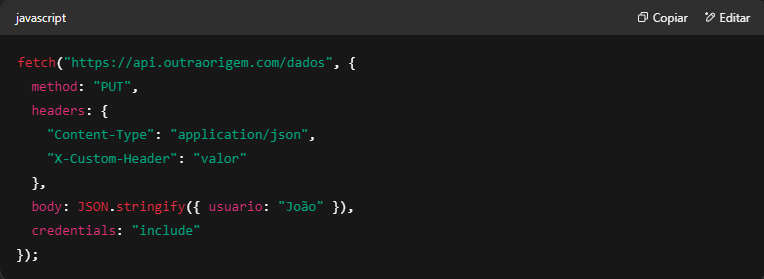 javascript
Copiar
Editar
fetch("https://api.outraorigem.com/dados", {
  method: "PUT",
  headers: {
    "Content-Type": "application/json",
    "X-Custom-Header": "valor"
  },
  body: JSON.stringify({ usuario: "João" }),
  credentials: "include"
});